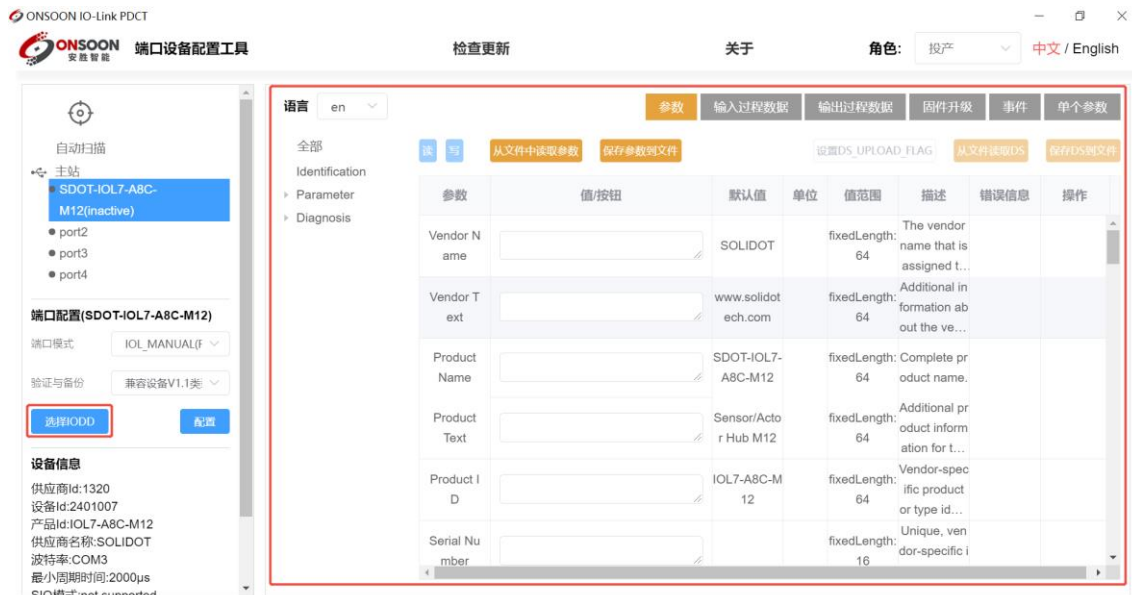 ONSOON IO-Link PDCT
ONSOON
安胜智能
端口设备配置工具
检查更新
关于
角色:
投产
中文 / English
自动扫描
主站
SDOT-IOL7-A8C-
M12(inactive)
port2
port3
port4
端口配置(SDOT-IOL7-A8C-M12)
端口模式
IOL_MANUAL(F
验证与备份
兼容设备V1.1类
选择IODD
配置
设备信息
供应商Id:1320
设备Id:2401007
产品Id:IOL7-A8C-M12
供应商名称:SOLIDOT
波特率:COM3
最小周期时间:2000μs
SIO模式:not supported
语言
en
参数
输入过程数据
输出过程数据
固件升级
事件
单个参数
全部
Identification
Parameter
Diagnosis
读
写
从文件中读取参数
保存参数到文件
设置DS_UPLOAD_FLAG
从文件读取DS
保存DS到文件
参数
值/按钮
默认值
单位
值范围
描述
错误信息
操作
Vendor N
ame
SOLIDOT
fixedLength:
64
The vendor
name that is
assigned t…
Vendor T
ext
www.solidot
ech.com
fixedLength:
64
Additional in
formation ab
out the ve…
Product
Name
SDOT-IOL7-
A8C-M12
fixedLength:
64
Complete pr
oduct name.
Product
Text
Sensor/Acto
r Hub M12
fixedLength:
64
Additional pr
oduct inform
ation for t…
Product I
D
IOL7-A8C-M
12
fixedLength:
64
Vendor-spec
ific product
or type id…
Serial Nu
mber
fixedLength:
16
Unique, ven
dor-specific i